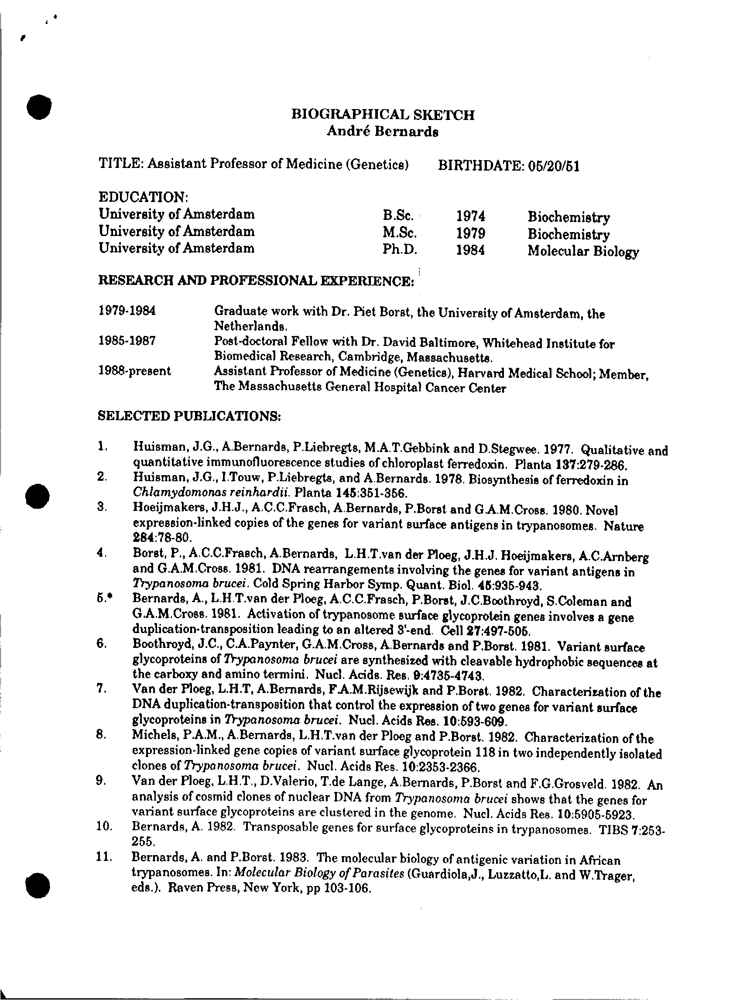 BIOGRAPHICAL SKETCH
André Bernards
TITLE: Assistant Professor of Medicine (Genetics) BIRTHDATE: 05/20/51
EDUCATION:
University of Amsterdam B.Sc. 1974 Biochemistry
University of Amsterdam M.Sc. 1979 Biochemistry
University of Amsterdam Ph.D. 1984 Molecular Biology
RESEARCH AND PROFESSIONAL EXPERIENCE:
1979-1984 Graduate work with Dr. Piet Borst, the University of Amsterdam, the
Netherlands.
1985-1987 Post-doctoral Fellow with Dr. David Baltimore, Whitehead Institute for
Biomedical Research, Cambridge, Massachusetts.
1988-present Assistant Professor of Medicine (Genetics), Harvard Medical School; Member,
The Massachusetts General Hospital Cancer Center
SELECTED PUBLICATIONS:
1. Huisman, J.G., A.Bernards, P.Liebregts, M.A.T.Gebbink and D.Stegwee. 1977. Qualitative and
quantitative immunofluorescence studies of chloroplast ferredoxin. Planta 137:279-286.
2. Huisman, J.G., I.Touw, P.Liebregts, and A.Bernards. 1978. Biosynthesis of ferredoxin in
Chlamydomonas reinhardii. Planta 145:351-356.
3. Hoeijmakers, J.H.J., A.C.C.Frasch, A.Bernards, P.Borst and G.A.M.Cross. 1980. Novel
expression-linked copies of the genes for variant surface antigens in trypanosomes. Nature
284:78-80.
4. Borst, P., A.C.C.Frasch, A.Bernards, L.H.T.van der Ploeg, J.H.J. Hoeijmakers, A.C.Arnberg
and G.A.M.Cross. 1981. DNA rearrangements involving the genes for variant antigens in
Trypanosoma brucei. Cold Spring Harbor Symp. Quant. Biol. 45:935-943.
5.* Bernards, A., L.H.T.van der Ploeg, A.C.C.Frasch, P.Borst, J.C.Boothroyd, S.Coleman and
G.A.M.Cross. 1981. Activation of trypanosome surface glycoprotein genes involves a gene
duplication-transposition leading to an altered 3'-end. Cell 27:497-505.
6. Boothroyd, J.C., C.A.Paynter, G.A.M.Cross, A.Bernards and P.Borst. 1981. Variant surface
glycoproteins of Trypanosoma brucei are synthesized with cleavable hydrophobic sequences at
the carboxy and amino termini. Nucl. Acids. Res. 9:4735-4743.
7. Van der Ploeg, L.H.T, A.Bernards, F.A.M.Rijsewijk and P.Borst. 1982. Characterization of the
DNA duplication-transposition that control the expression of two genes for variant surface
glycoproteins in Trypanosoma brucei. Nucl. Acids Res. 10:593-609.
8. Michels, P.A.M., A.Bernards, L.H.T.van der Ploeg and P.Borst. 1982. Characterization of the
expression-linked gene copies of variant surface glycoprotein 118 in two independently isolated
clones of Trypanosoma brucei. Nucl. Acids Res. 10:2353-2366.
9. Van der Ploeg, L.H.T., D.Valerio, T.de Lange, A.Bernards, P.Borst and F.G.Grosveld. 1982. An
analysis of cosmid clones of nuclear DNA from Trypanosoma brucei shows that the genes for
variant surface glycoproteins are clustered in the genome. Nucl. Acids Res. 10:5905-5923.
10. Bernards, A. 1982. Transposable genes for surface glycoproteins in trypanosomes. TIBS 7:253-
255.
11. Bernards, A. and P.Borst. 1983. The molecular biology of antigenic variation in African
trypanosomes. In: Molecular Biology of Parasites (Guardiola,J., Luzzatto,L. and W.Trager,
eds.). Raven Press, New York, pp 103-106.